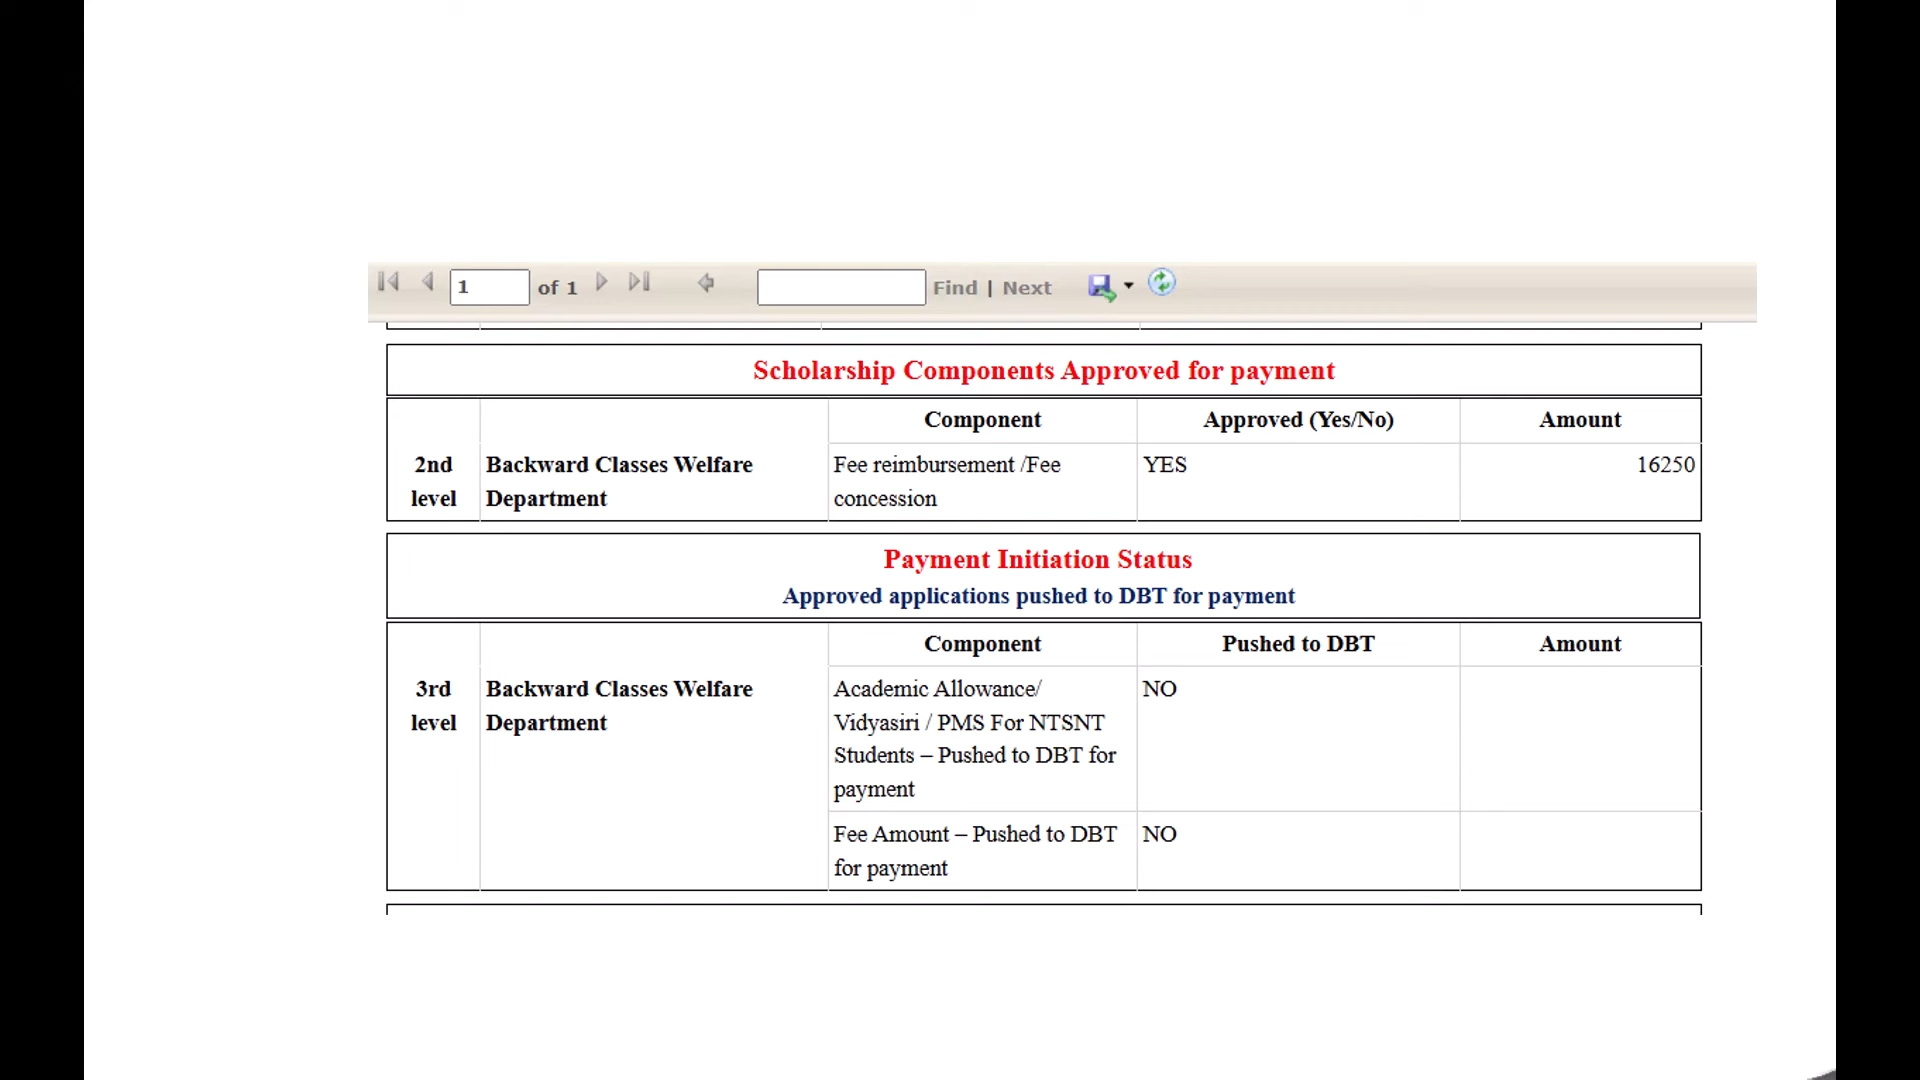 1 of 1 Find | Next
Scholarship Components Approved for payment
Component Approved (Yes/No) Amount
2nd Backward Classes Welfare Fee reimbursement /Fee YES 16250
level Department concession
Payment Initiation Status
Approved applications pushed to DBT for payment
Component Pushed to DBT Amount
3rd Backward Classes Welfare Academic Allowance/ NO
level Department Vidyasiri / PMS For NTSNT
Students – Pushed to DBT for
payment
Fee Amount – Pushed to DBT NO
for payment